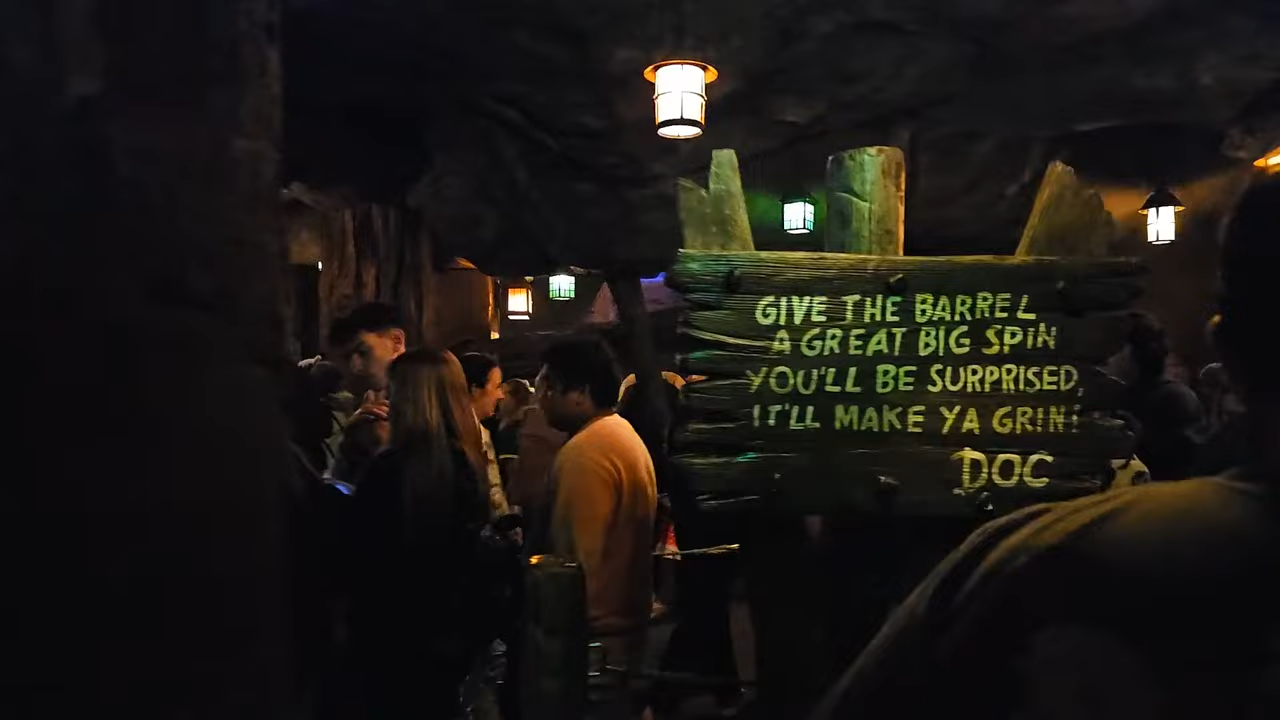 GIVE THE BARREL
A GREAT BIG SPIN
YOU'LL BE SURPRISED,
IT'LL MAKE YA GRIN!
DOC